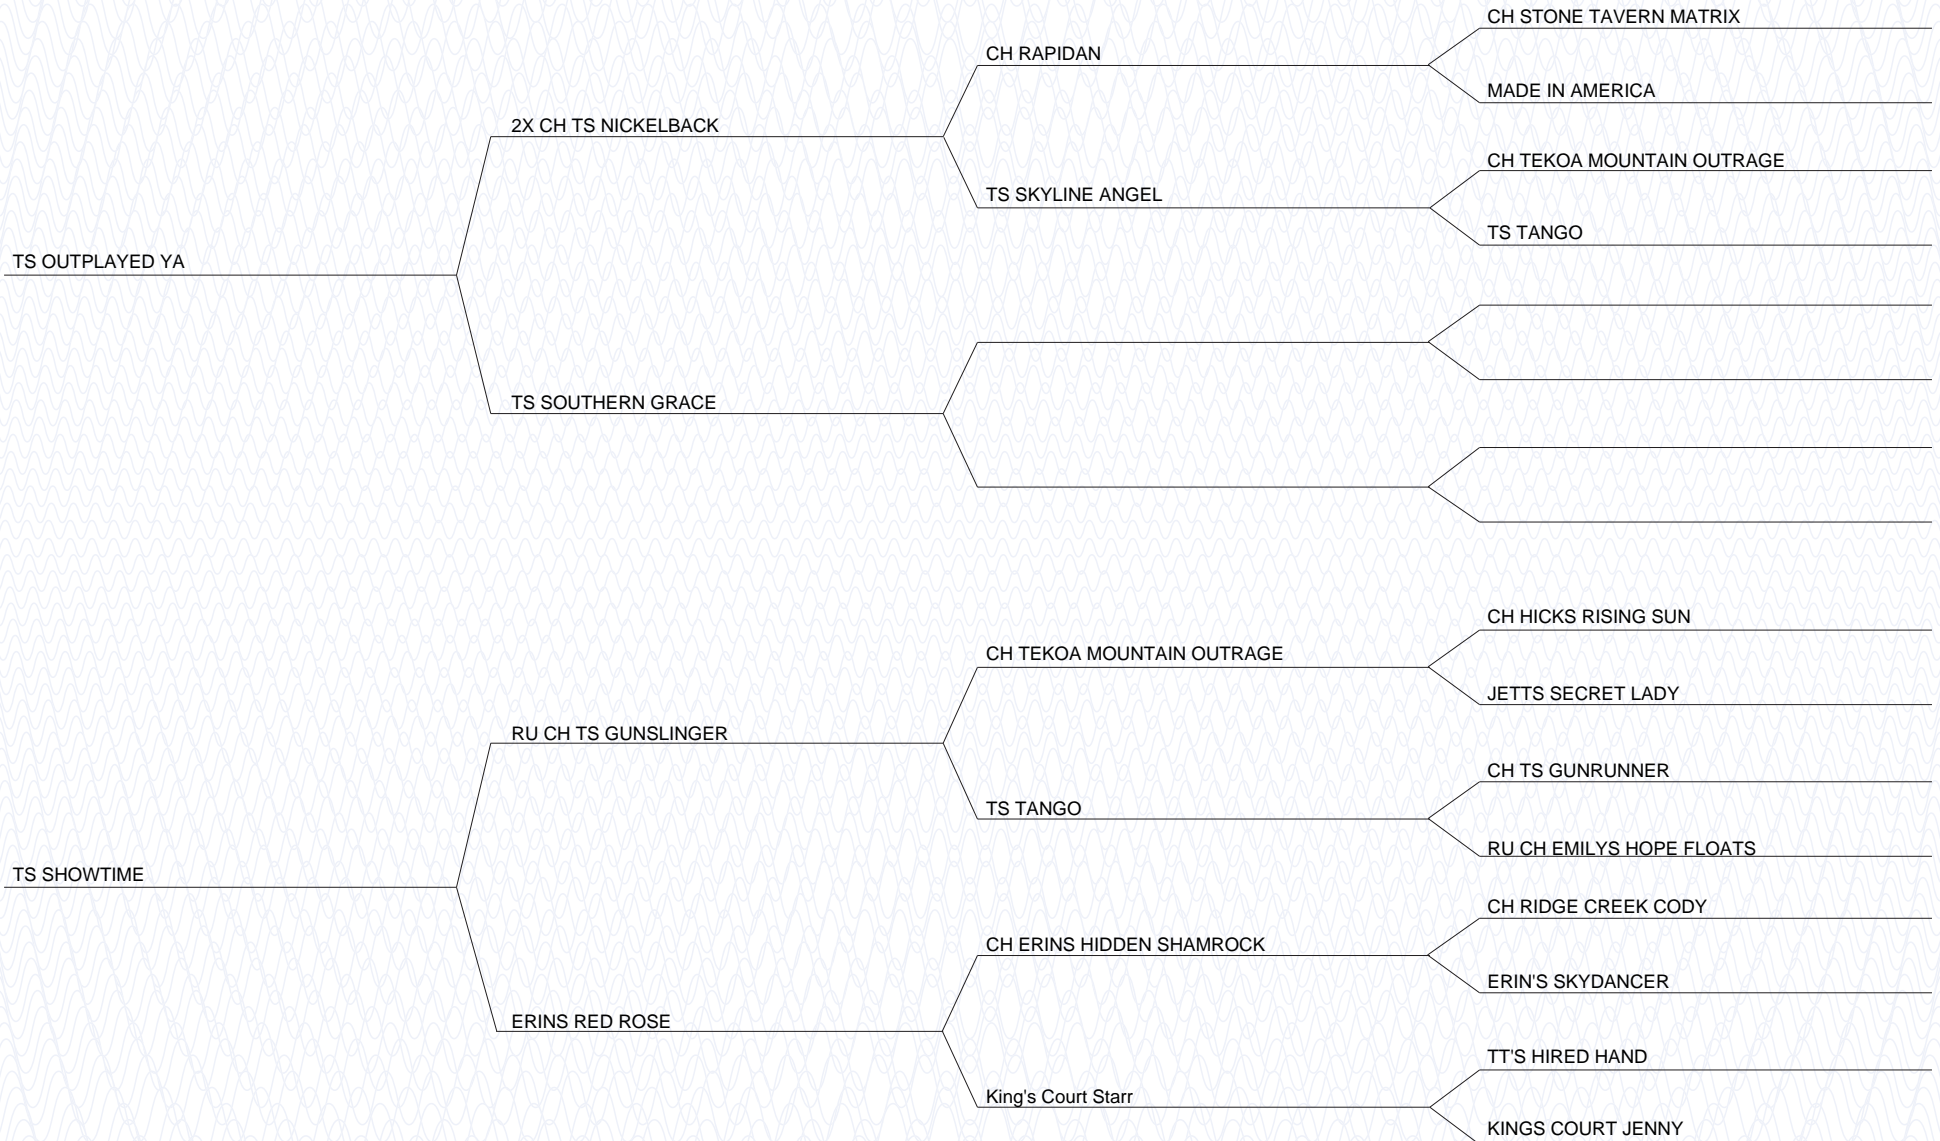 CH STONE TAVERN MATRIX
CH RAPIDAN
MADE IN AMERICA
2X CH TS NICKELBACK
CH TEKOA MOUNTAIN OUTRAGE
TS SKYLINE ANGEL
TS TANGO
TS OUTPLAYED YA
TS SOUTHERN GRACE
CH HICKS RISING SUN
CH TEKOA MOUNTAIN OUTRAGE
JETTS SECRET LADY
RU CH TS GUNSLINGER
CH TS GUNRUNNER
TS TANGO
RU CH EMILYS HOPE FLOATS
TS SHOWTIME
CH RIDGE CREEK CODY
CH ERINS HIDDEN SHAMROCK
ERIN'S SKYDANCER
ERINS RED ROSE
TT'S HIRED HAND
King's Court Starr
KINGS COURT JENNY